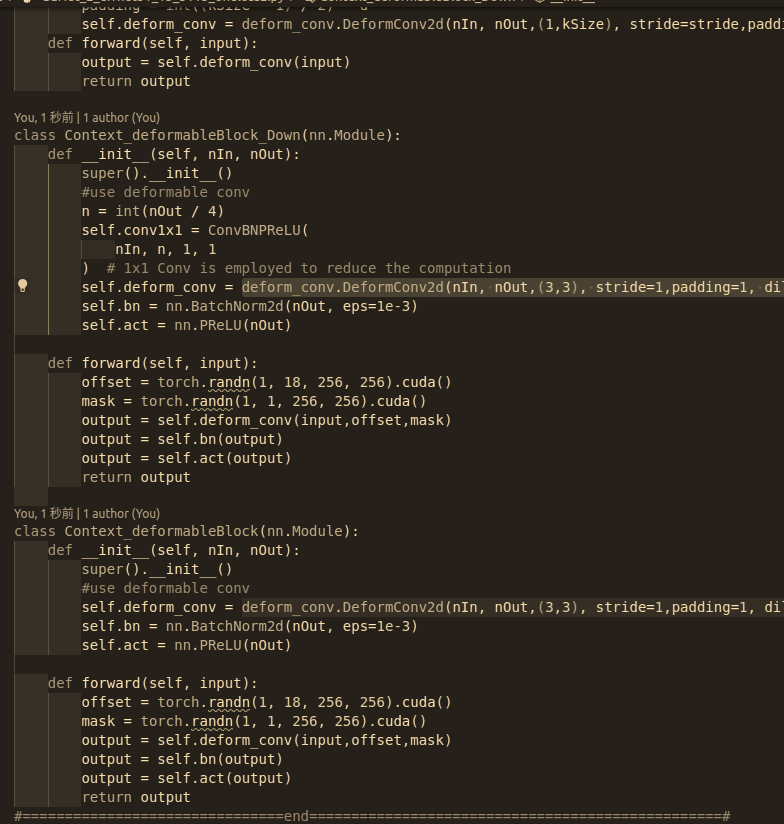 self.deform_conv = deform_conv.DeformConv2d(nIn, nOut,(1,kSize), stride=stride,paddi
def forward(self, input):
output = self.deform_conv(input)
return output
You, 1 秒前 | 1 author (You)
class Context_deformableBlock_Down(nn.Module):
def __init__(self, nIn, nOut):
super().__init__()
#use deformable conv
n = int(nOut / 4)
self.conv1x1 = ConvBNPReLU(
nIn, n, 1, 1
)  # 1x1 Conv is employed to reduce the computation
self.deform_conv = deform_conv.DeformConv2d(nIn, nOut,(3,3), stride=1,padding=1, dil
self.bn = nn.BatchNorm2d(nOut, eps=1e-3)
self.act = nn.PReLU(nOut)
def forward(self, input):
offset = torch.randn(1, 18, 256, 256).cuda()
mask = torch.randn(1, 1, 256, 256).cuda()
output = self.deform_conv(input,offset,mask)
output = self.bn(output)
output = self.act(output)
return output
You, 1 秒前 | 1 author (You)
class Context_deformableBlock(nn.Module):
def __init__(self, nIn, nOut):
super().__init__()
#use deformable conv
self.deform_conv = deform_conv.DeformConv2d(nIn, nOut,(3,3), stride=1,padding=1, dil
self.bn = nn.BatchNorm2d(nOut, eps=1e-3)
self.act = nn.PReLU(nOut)
def forward(self, input):
offset = torch.randn(1, 18, 256, 256).cuda()
mask = torch.randn(1, 1, 256, 256).cuda()
output = self.deform_conv(input,offset,mask)
output = self.bn(output)
output = self.act(output)
return output
#===============================end=================================================#